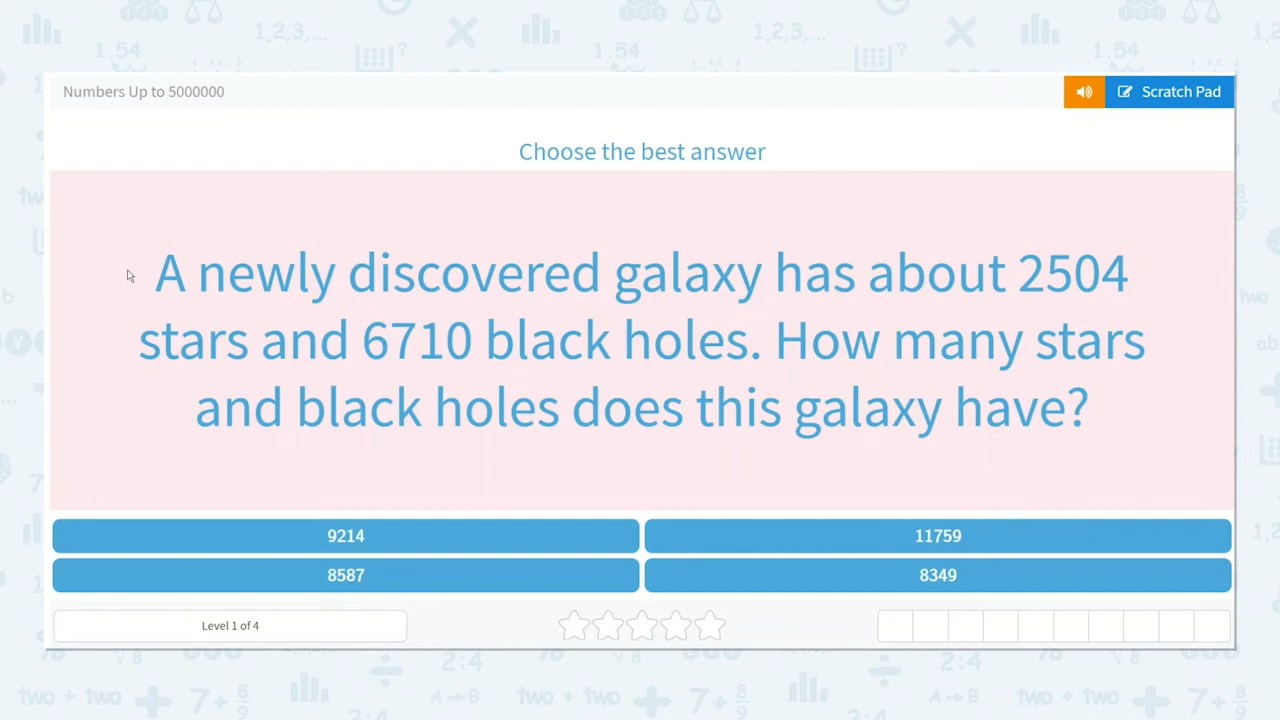 Numbers Up to 5000000
Scratch Pad
Choose the best answer
A newly discovered galaxy has about 2504
stars and 6710 black holes. How many stars
and black holes does this galaxy have?
9214
11759
8587
8349
Level 1 of 4